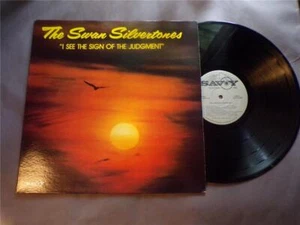 The Swan Silvertones
"I SEE THE SIGN OF THE JUDGMENT"
SAVOY